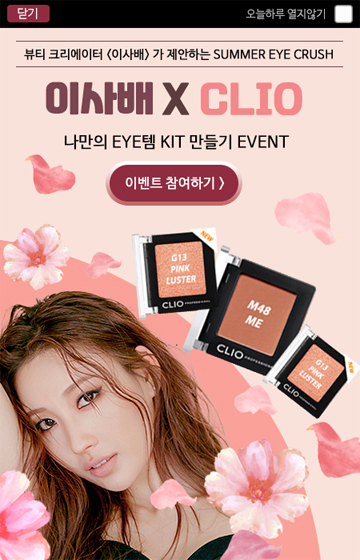 닫기
오늘하루 열지않기
뷰티 크리에이터 <이사배> 가 제안하는 SUMMER EYE CRUSH
이사배 X CLIO
나만의 EYE템 KIT 만들기 EVENT
이벤트 참여하기 >
NEW
G13
PINK
LUSTER
CLIO PROFESSIONAL
M48
ME
CLIO PROFESSIONAL
G13
PINK
LUSTER
CLIO